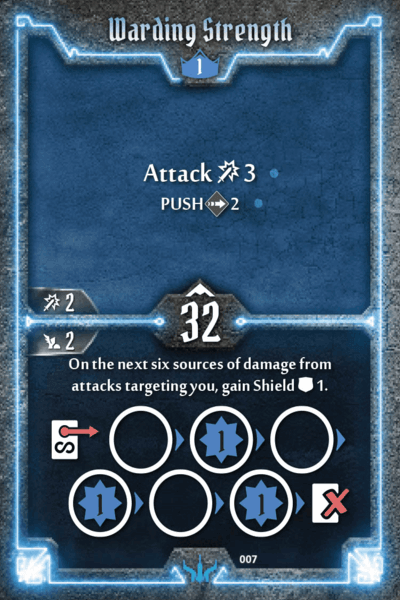 Warding Strength
1
Attack 3
PUSH 2
2
32
2
On the next six sources of damage from
attacks targeting you, gain Shield 1.
S
1
1 1
007